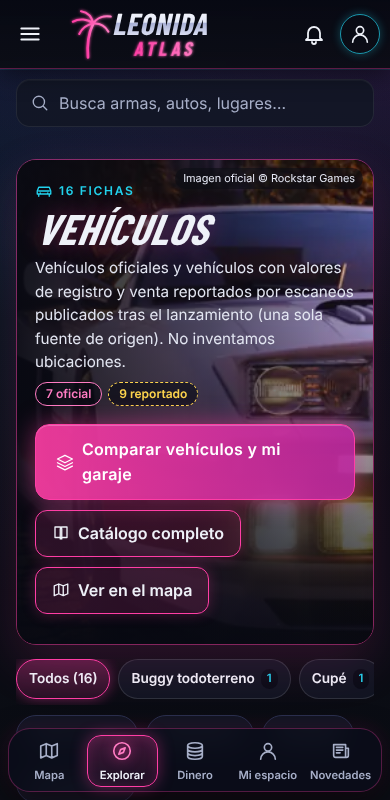 LEONIDA
ATLAS
Busca armas, autos, lugares...
Imagen oficial © Rockstar Games
16 FICHAS
VEHÍCULOS
Vehículos oficiales y vehículos con valores
de registro y venta reportados por escaneos
publicados tras el lanzamiento (una sola
fuente de origen). No inventamos
ubicaciones.
7 oficial 9 reportado
Comparar vehículos y mi
garaje
Catálogo completo
Ver en el mapa
Todos (16) Buggy todoterreno 1 Cupé 1
Mapa Explorar Dinero Mi espacio Novedades